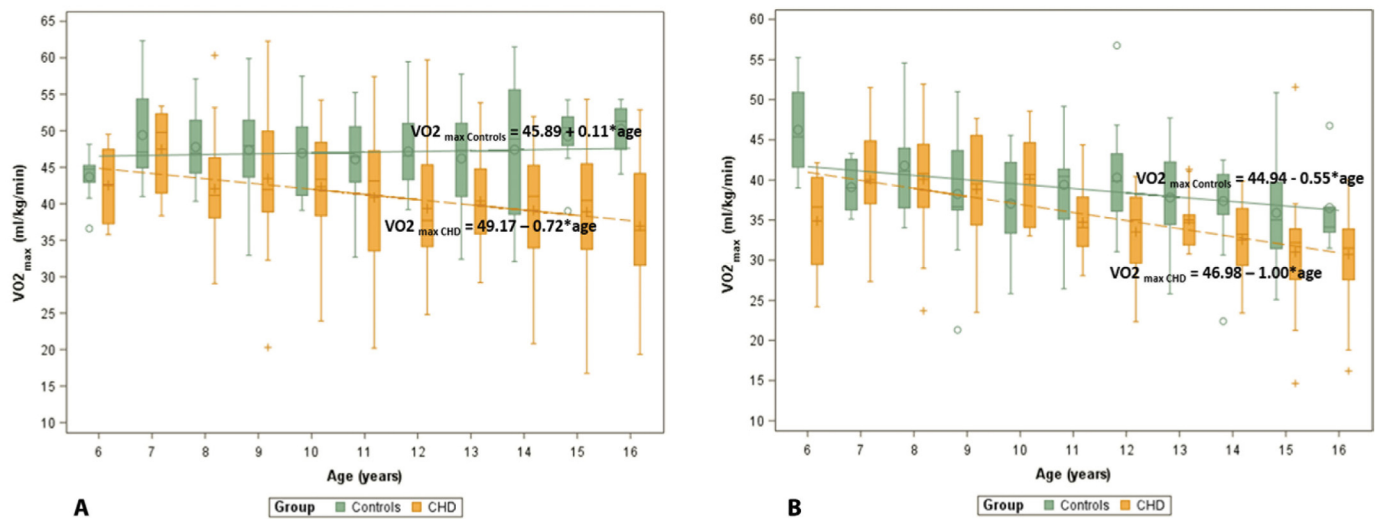 65
60
55
50
45
40
35
30
25
20
15
10
VO2max (ml/kg/min)
VO2 max Controls = 45.89 + 0.11*age
VO2 max CHD = 49.17 – 0.72*age
6 7 8 9 10 11 12 13 14 15 16
Age (years)
A
Group Controls CHD
60
55
50
45
40
35
30
25
20
15
10
VO2max (ml/kg/min)
VO2 max Controls = 44.94 - 0.55*age
VO2 max CHD = 46.98 – 1.00*age
6 7 8 9 10 11 12 13 14 15 16
Age (years)
B
Group Controls CHD